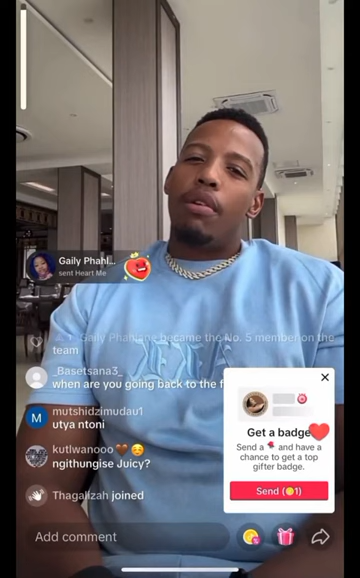 Gaily Phahl...
sent Heart Me
Gaily Phahlane became the No. 5 member on the
team
_Basetsana3_
when are you going back to the f
M
mutshidzimudau1
utya ntoni
kutlwanooo🤎☺️
ngithungise Juicy?
Thagalizah joined
Get a badge
Send a 🌹 and have a
chance to get a top
gifter badge.
Send (1)
Add comment